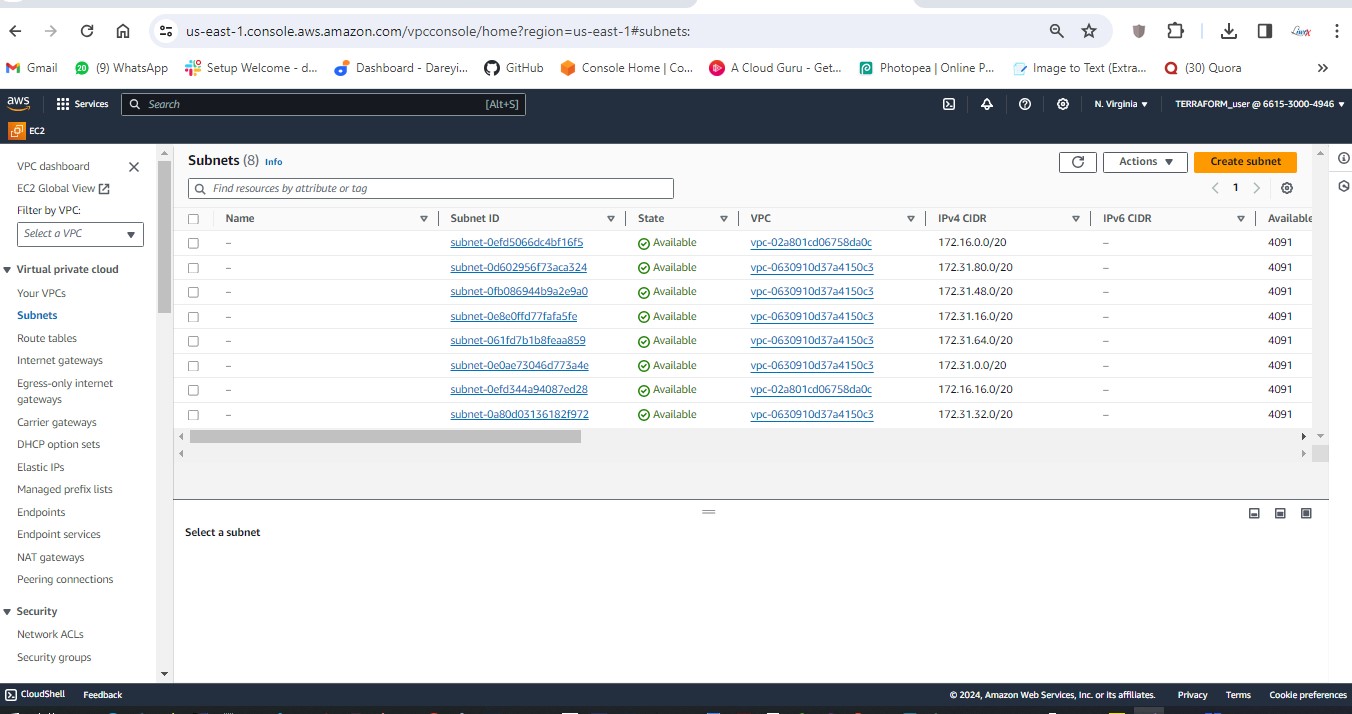 us-east-1.console.aws.amazon.com/vpcconsole/home?region=us-east-1#subnets:
Gmail
20 (9) WhatsApp
Setup Welcome - d...
Dashboard - Dareyi...
GitHub
Console Home | Co...
A Cloud Guru - Get...
Photopea | Online P...
Image to Text (Extra...
(30) Quora
aws
Services
Search [Alt+S]
N. Virginia
TERRAFORM_user @ 6615-3000-4946
EC2
VPC dashboard
EC2 Global View
Filter by VPC:
Select a VPC
Virtual private cloud
Your VPCs
Subnets
Route tables
Internet gateways
Egress-only internet
gateways
Carrier gateways
DHCP option sets
Elastic IPs
Managed prefix lists
Endpoints
Endpoint services
NAT gateways
Peering connections
Security
Network ACLs
Security groups
Subnets (8) Info
Actions
Create subnet
Find resources by attribute or tag
1
Name Subnet ID State VPC IPv4 CIDR IPv6 CIDR Available
– subnet-0efd5066dc4bf16f5 Available vpc-02a801cd06758da0c 172.16.0.0/20 – 4091
– subnet-0d602956f73aca324 Available vpc-0630910d37a4150c3 172.31.80.0/20 – 4091
– subnet-0fb086944b9a2e9a0 Available vpc-0630910d37a4150c3 172.31.48.0/20 – 4091
– subnet-0e8e0ffd77fafa5fe Available vpc-0630910d37a4150c3 172.31.16.0/20 – 4091
– subnet-061fd7b1b8feaa859 Available vpc-0630910d37a4150c3 172.31.64.0/20 – 4091
– subnet-0e0ae73046d773a4e Available vpc-0630910d37a4150c3 172.31.0.0/20 – 4091
– subnet-0efd344a94087ed28 Available vpc-02a801cd06758da0c 172.16.16.0/20 – 4091
– subnet-0a80d03136182f972 Available vpc-0630910d37a4150c3 172.31.32.0/20 – 4091
Select a subnet
CloudShell
Feedback
© 2024, Amazon Web Services, Inc. or its affiliates.
Privacy
Terms
Cookie preferences